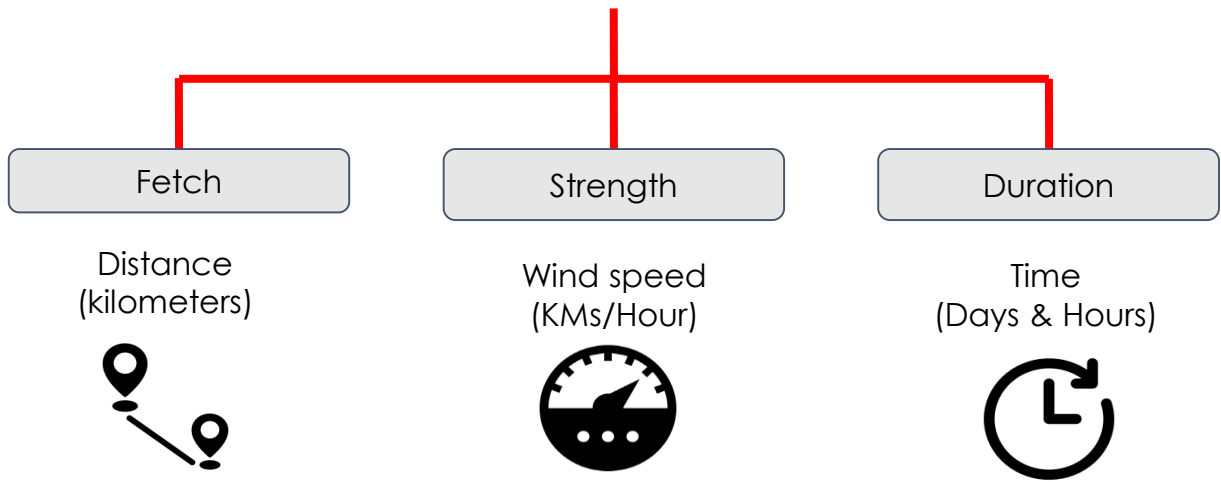 Fetch
Strength
Duration
Distance
(kilometers)
Wind speed
(KMs/Hour)
Time
(Days & Hours)